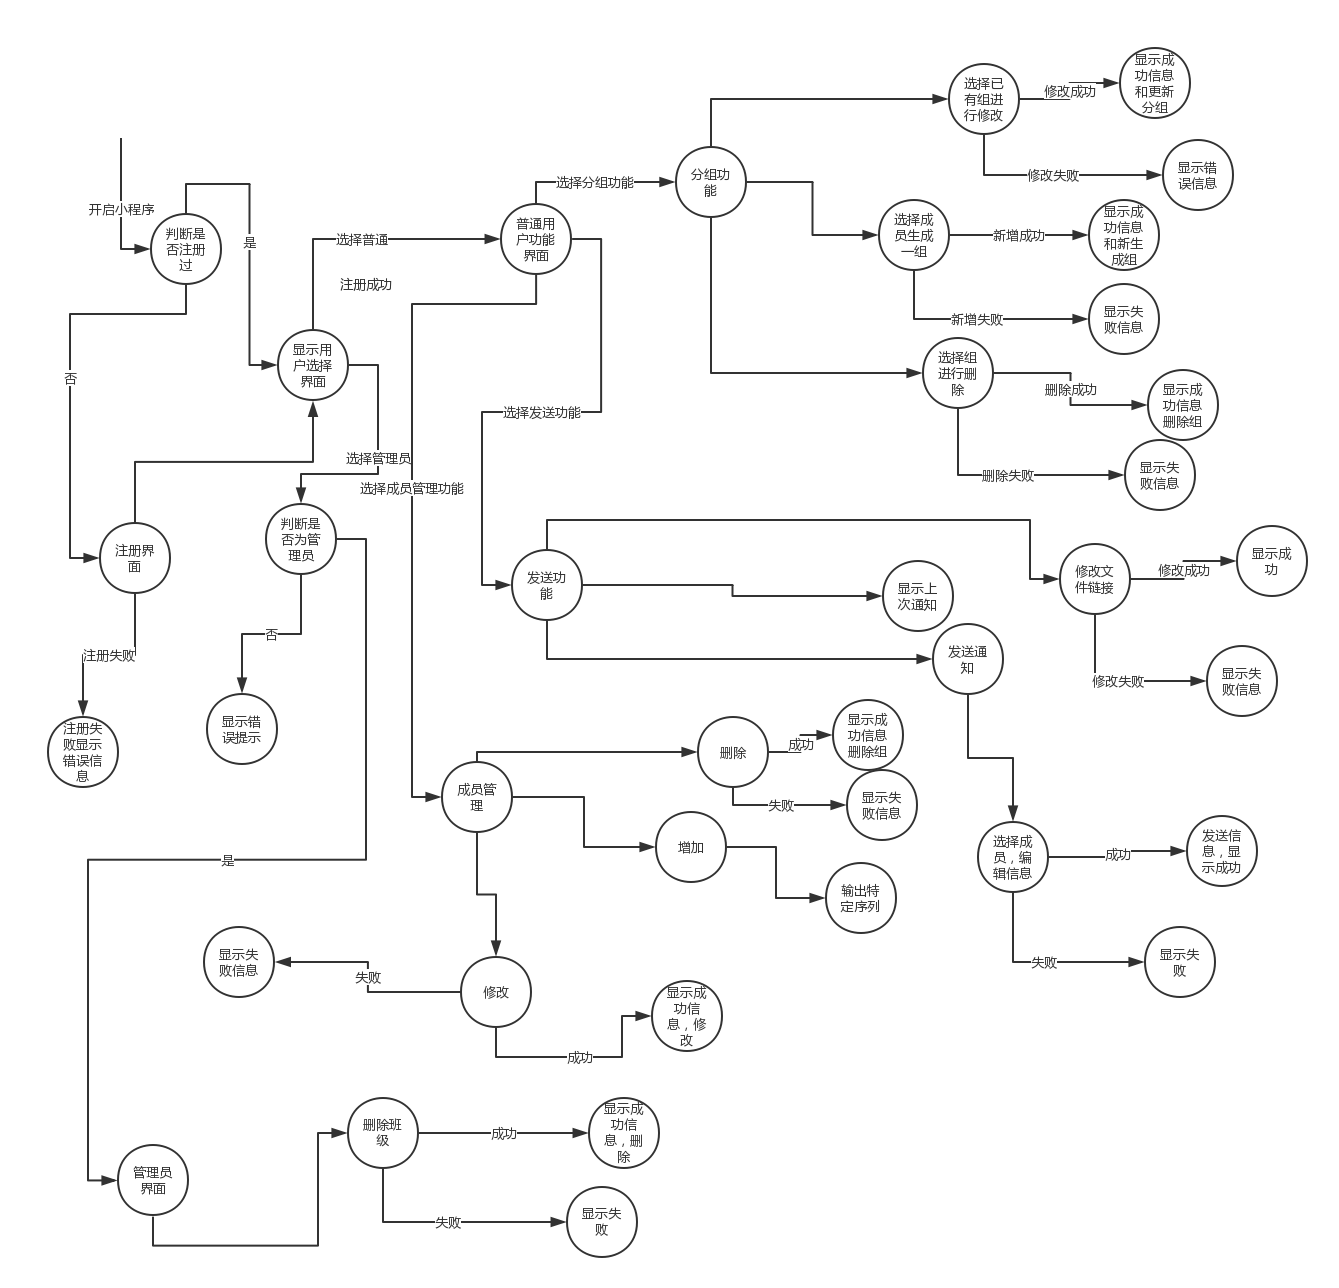 显示成
功信息
和更新
分组
选择已
有组进
行修改
修改成功
修改失败
显示错
误信息
开启小程序
判断是
否注册
过
是
选择普通
注册成功
普通用
户功能
界面
选择分组功能
分组功
能
选择成
员生成
一组
新增成功
显示成
功信息
和新生
成组
新增失败
显示失
败信息
显示用
户选择
界面
选择组
进行删
除
删除成功
显示成
功信息
删除组
删除失败
显示失
败信息
否
选择发送功能
选择管理员
选择成员管理功能
判断是
否为管
理员
注册界
面
注册失败
注册失
败显示
错误信
息
否
显示错
误提示
发送功
能
显示上
次通知
修改文
件链接
修改成功
显示成
功
修改失败
显示失
败信息
发送通
知
成员管
理
删除
成功
显示成
功信息
删除组
失败
显示失
败信息
增加
输出特
定序列
选择成
员，编
辑信息
成功
发送信
息，显
示成功
失败
显示失
败
是
显示失
败信息
失败
修改
成功
显示成
功信
息，修
改
管理员
界面
删除班
级
成功
显示成
功信
息，删
除
失败
显示失
败